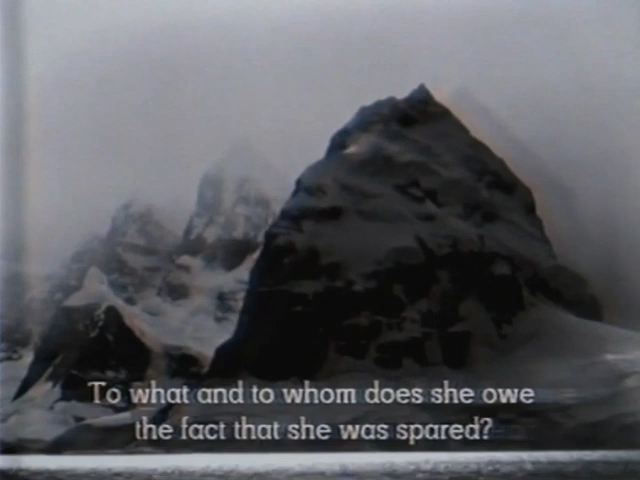 To what and to whom does she owe
the fact that she was spared?